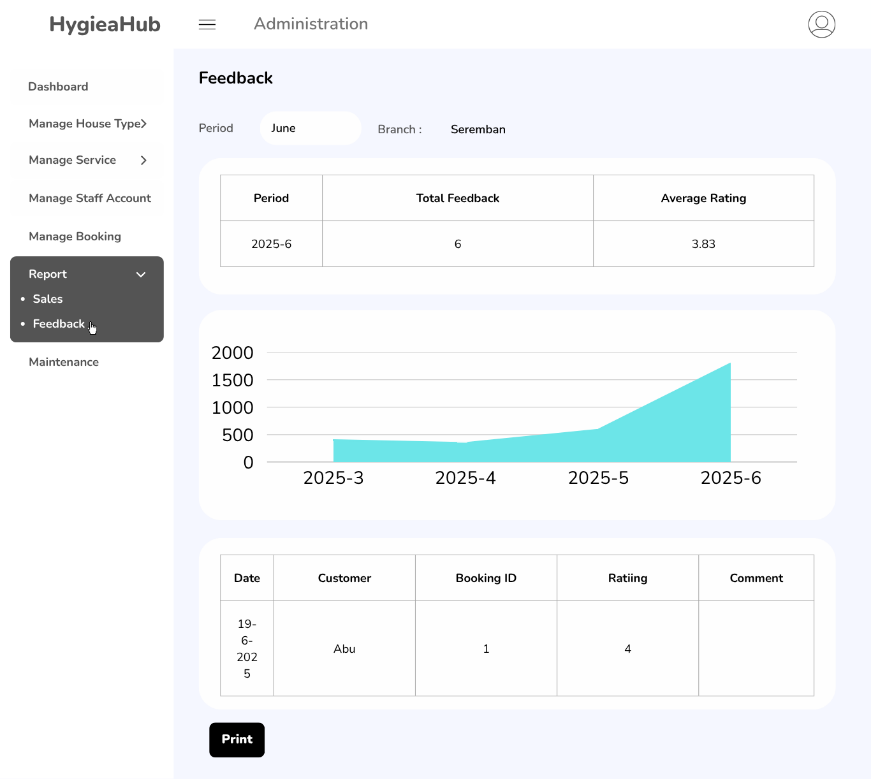 HygieaHub
Administration
Dashboard
Manage House Type
Manage Service
Manage Staff Account
Manage Booking
Report
• Sales
• Feedback
Maintenance
Feedback
Period June Branch : Seremban
Period Total Feedback Average Rating
2025-6 6 3.83
2000
1500
1000
500
0
2025-3 2025-4 2025-5 2025-6
Date Customer Booking ID Ratiing Comment
19-
6-
202
5
Abu 1 4
Print